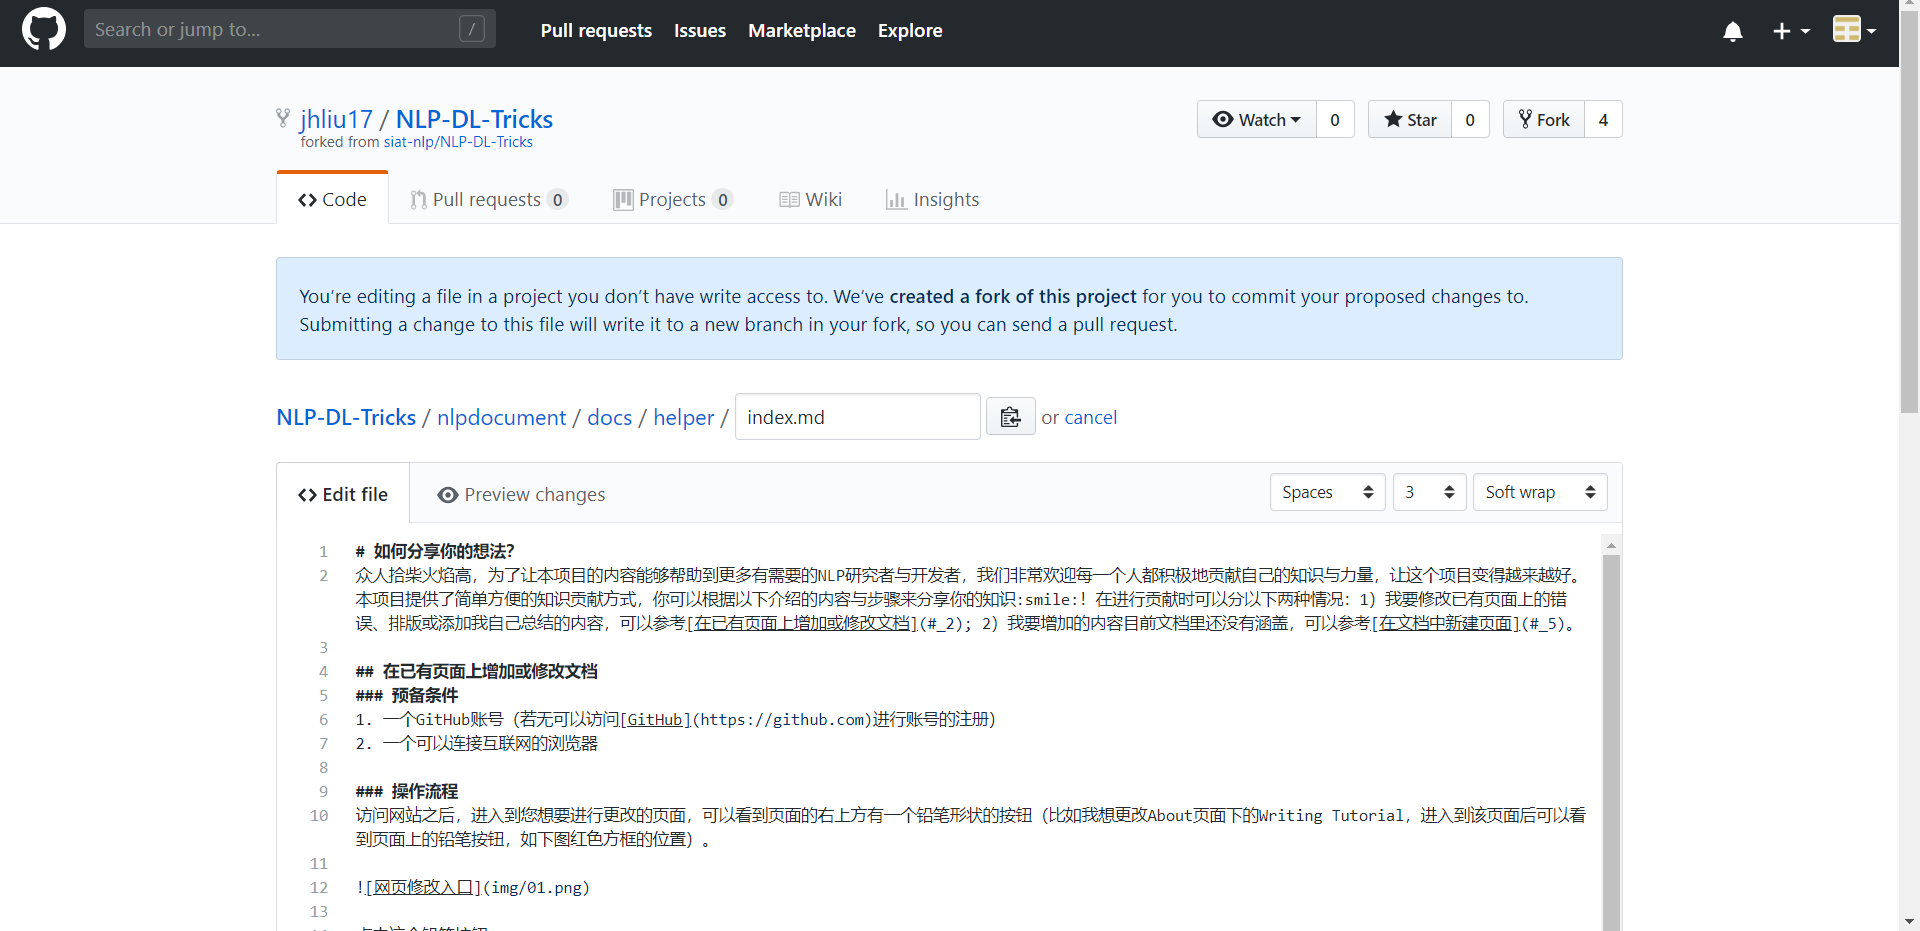 Search or jump to... /
Pull requests Issues Marketplace Explore
jhliu17 / NLP-DL-Tricks
Watch 0 Star 0 Fork 4
forked from siat-nlp/NLP-DL-Tricks
Code Pull requests 0 Projects 0 Wiki Insights
You’re editing a file in a project you don’t have write access to. We’ve created a fork of this project for you to commit your proposed changes to.
Submitting a change to this file will write it to a new branch in your fork, so you can send a pull request.
NLP-DL-Tricks / nlpdocument / docs / helper / index.md or cancel
Edit file Preview changes Spaces 3 Soft wrap
1 # 如何分享你的想法?
2 众人拾柴火焰高，为了让本项目的内容能够帮助到更多有需要的NLP研究者与开发者，我们非常欢迎每一个人都积极地贡献自己的知识与力量，让这个项目变得越来越好。
本项目提供了简单方便的知识贡献方式，你可以根据以下介绍的内容与步骤来分享你的知识:smile:！在进行贡献时可以分以下两种情况：1）我要修改已有页面上的错
误、排版或添加我自己总结的内容，可以参考[在已有页面上增加或修改文档](#_2)；2）我要增加的内容目前文档里还没有涵盖，可以参考[在文档中新建页面](#_5)。
3
4 ## 在已有页面上增加或修改文档
5 ### 预备条件
6 1. 一个GitHub账号（若无可以访问[GitHub](https://github.com)进行账号的注册）
7 2. 一个可以连接互联网的浏览器
8
9 ### 操作流程
10 访问网站之后，进入到您想要进行更改的页面，可以看到页面的右上方有一个铅笔形状的按钮（比如我想更改About页面下的Writing Tutorial，进入到该页面后可以看
到页面上的铅笔按钮，如下图红色方框的位置）。
11
12 ![网页修改入口](img/01.png)
13